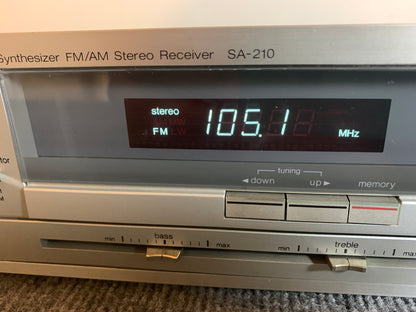 Synthesizer FM/AM Stereo Receiver SA-210
stereo
FM 105.1 MHz
tuning
◄ down up ► memory
min bass max min treble max